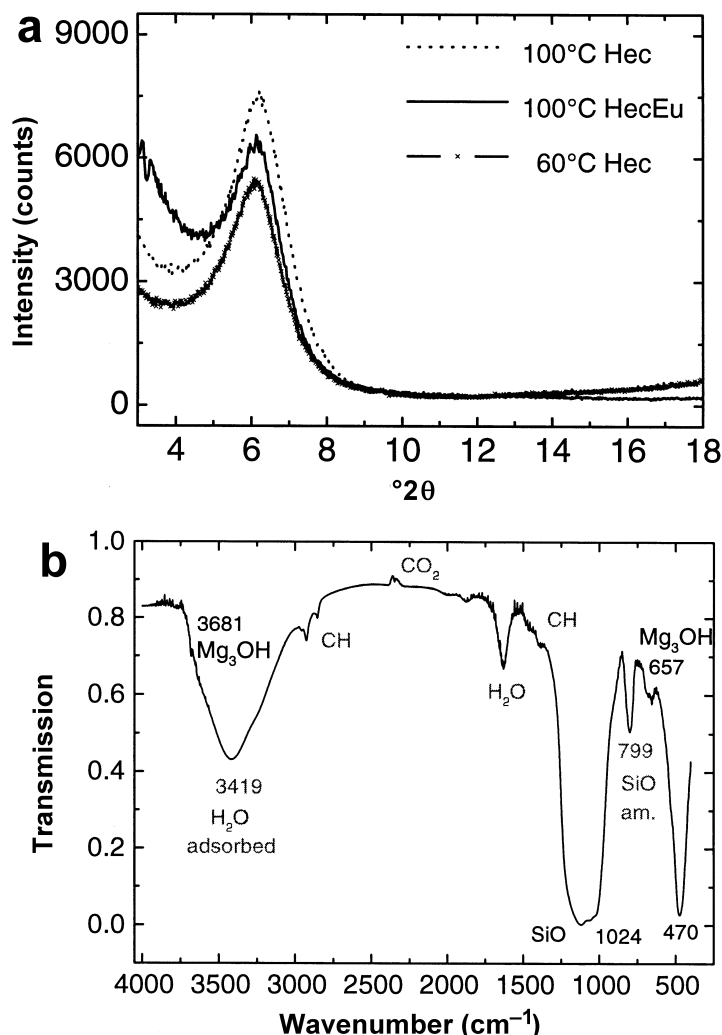 a
9000
6000
3000
0
Intensity (counts)
100°C Hec
100°C HecEu
60°C Hec
4 6 8 10 12 14 16 18
°2θ
b
1.0
0.8
0.6
0.4
0.2
0.0
Transmission
3681
Mg₃OH
CH
CO₂
H₂O
CH
Mg₃OH
657
3419
H₂O
adsorbed
799
SiO
am.
SiO
1024
470
4000 3500 3000 2500 2000 1500 1000 500
Wavenumber (cm⁻¹)